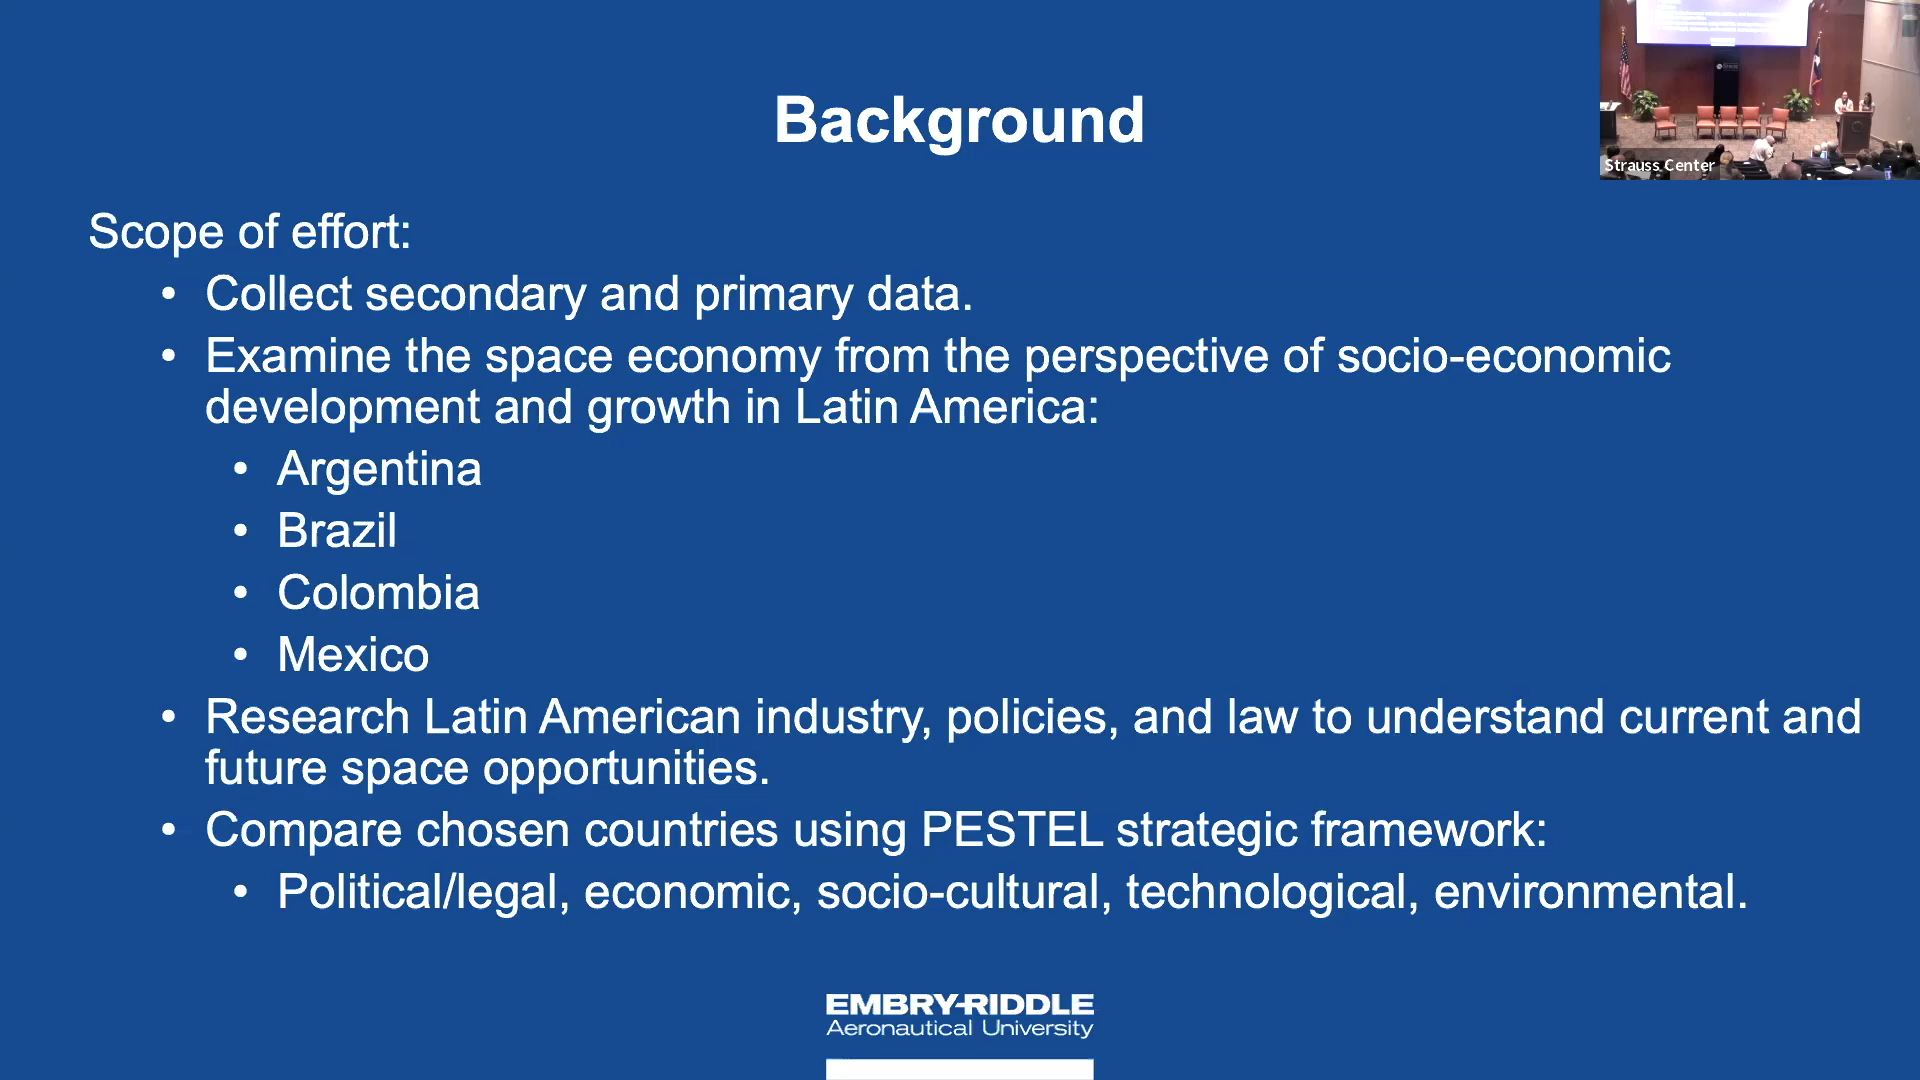 Background
Strauss Center
Scope of effort:
• Collect secondary and primary data.
• Examine the space economy from the perspective of socio-economic
development and growth in Latin America:
• Argentina
• Brazil
• Colombia
• Mexico
• Research Latin American industry, policies, and law to understand current and
future space opportunities.
• Compare chosen countries using PESTEL strategic framework:
• Political/legal, economic, socio-cultural, technological, environmental.
EMBRY-RIDDLE
Aeronautical University